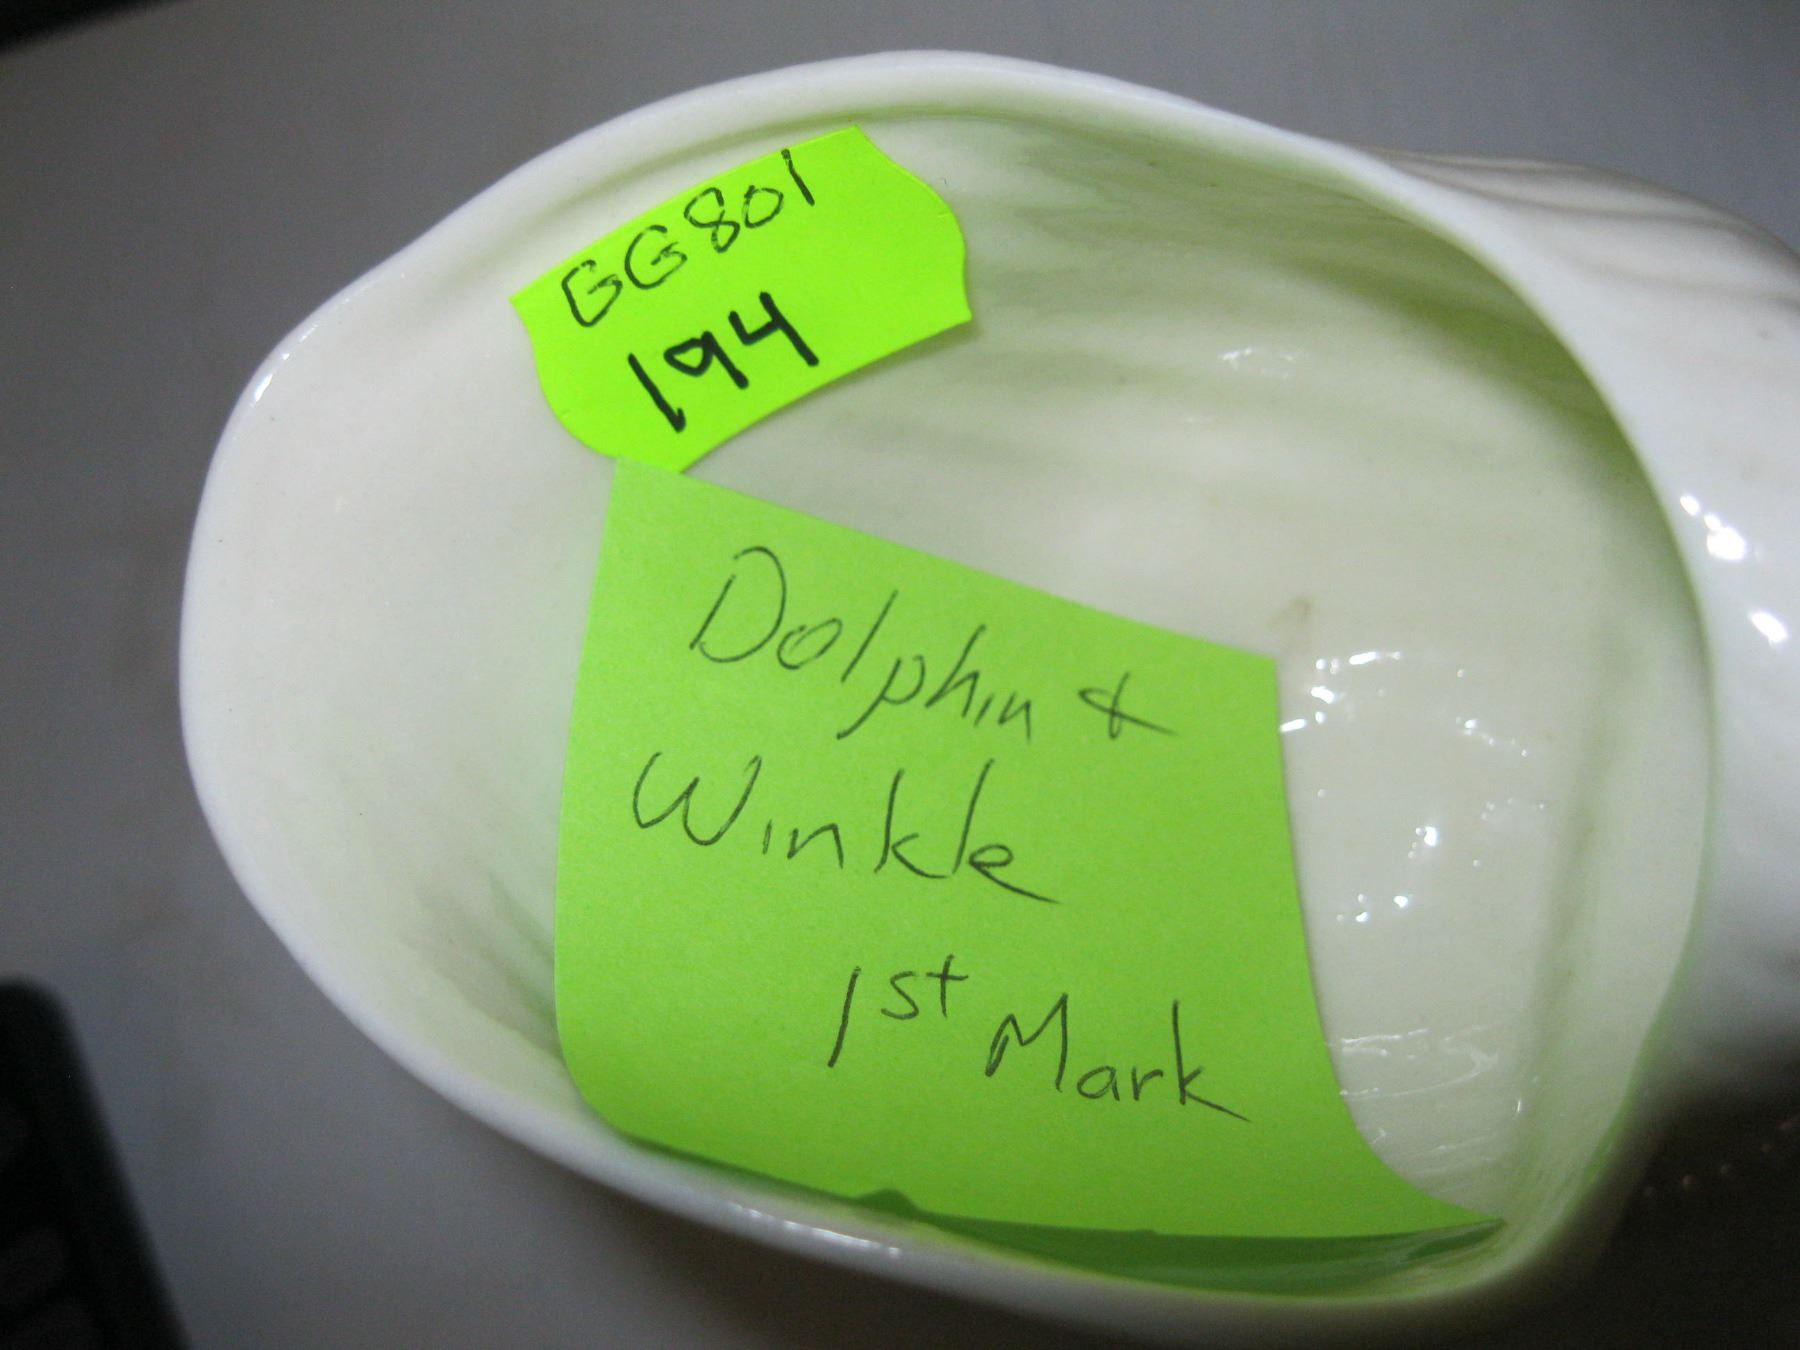 GG801
194
Dolphin &
Winkle
1st Mark